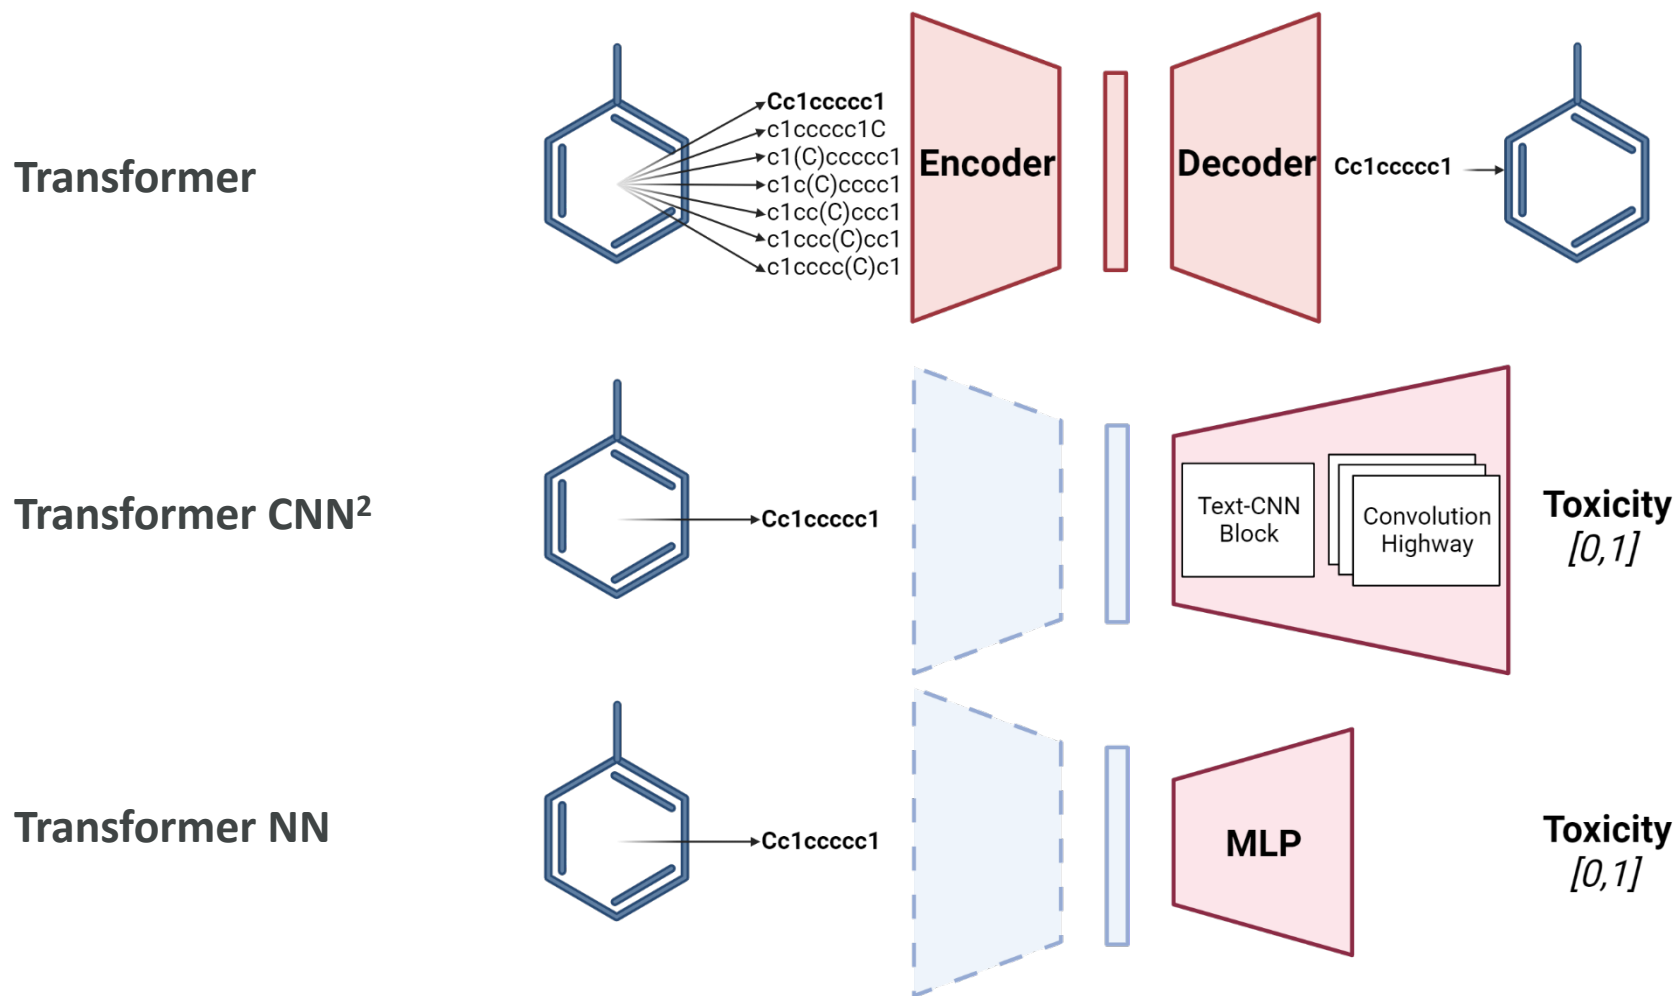 Transformer
Cc1ccccc1
c1ccccc1C
c1(C)ccccc1
c1c(C)cccc1
c1cc(C)ccc1
c1ccc(C)cc1
c1cccc(C)c1
Encoder
Decoder
Cc1ccccc1
Transformer CNN²
Cc1ccccc1
Text-CNN
Block
Convolution
Highway
Toxicity
[0,1]
Transformer NN
Cc1ccccc1
MLP
Toxicity
[0,1]